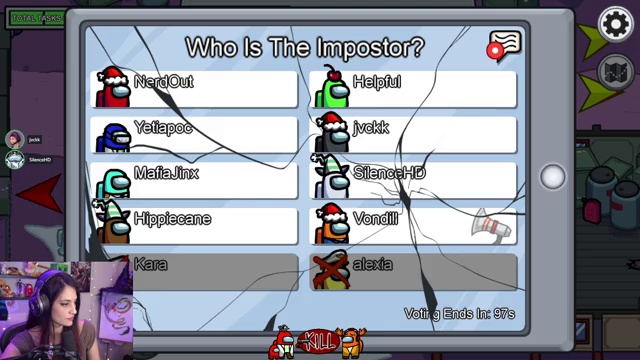 TOTAL TASKS
Who Is The Impostor?
NerdOut
Helpful
Yetiapoc
jvckk
MafiaJinx
SilenceHD
Hippiecane
Vondili
Kara
alexia
jvckk
SilenceHD
Voting Ends In: 97s
KILL